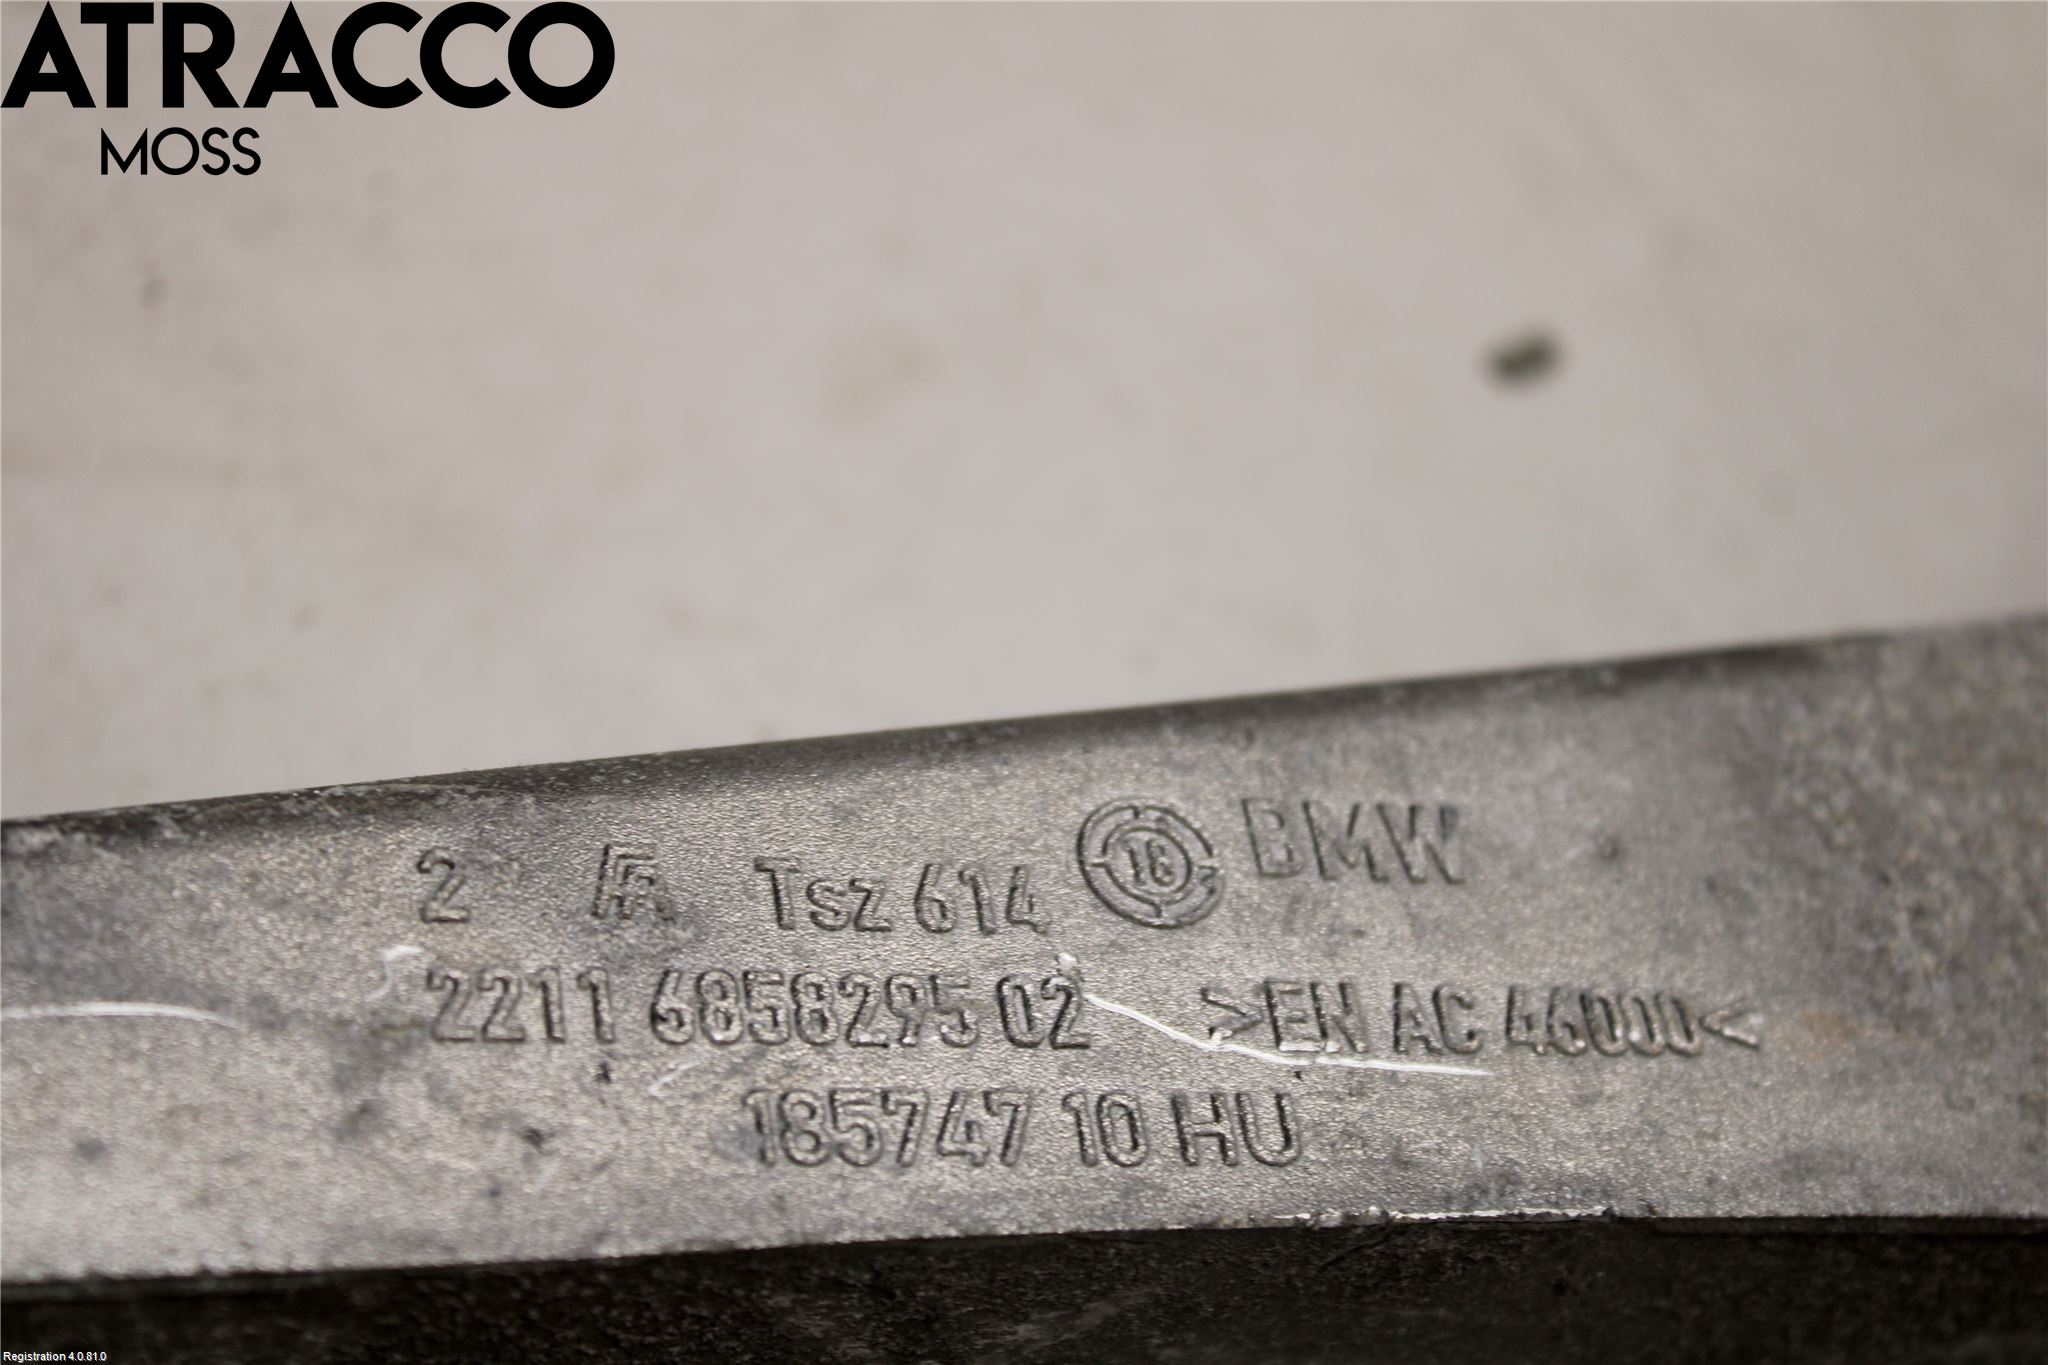 ATRACCO
MOSS
2 Tsz 614 18 BMW
2211 6858295 02 >EN AC 46000<
185747 10 HU
Registration 4.0.81.0